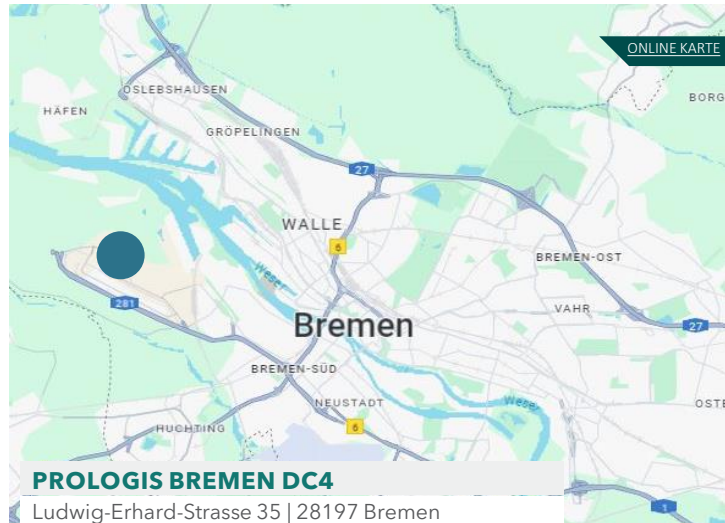 ONLINE KARTE
OSLEBSHAUSEN
BORG
HÄFEN
GRÖPELINGEN
27
WALLE
6
BREMEN-OST
Weser
281
VAHR
Bremen
27
BREMEN-SÜD
NEUSTADT
Weser
OSTE
6
HUCHTING
1
PROLOGIS BREMEN DC4
Ludwig-Erhard-Strasse 35 | 28197 Bremen